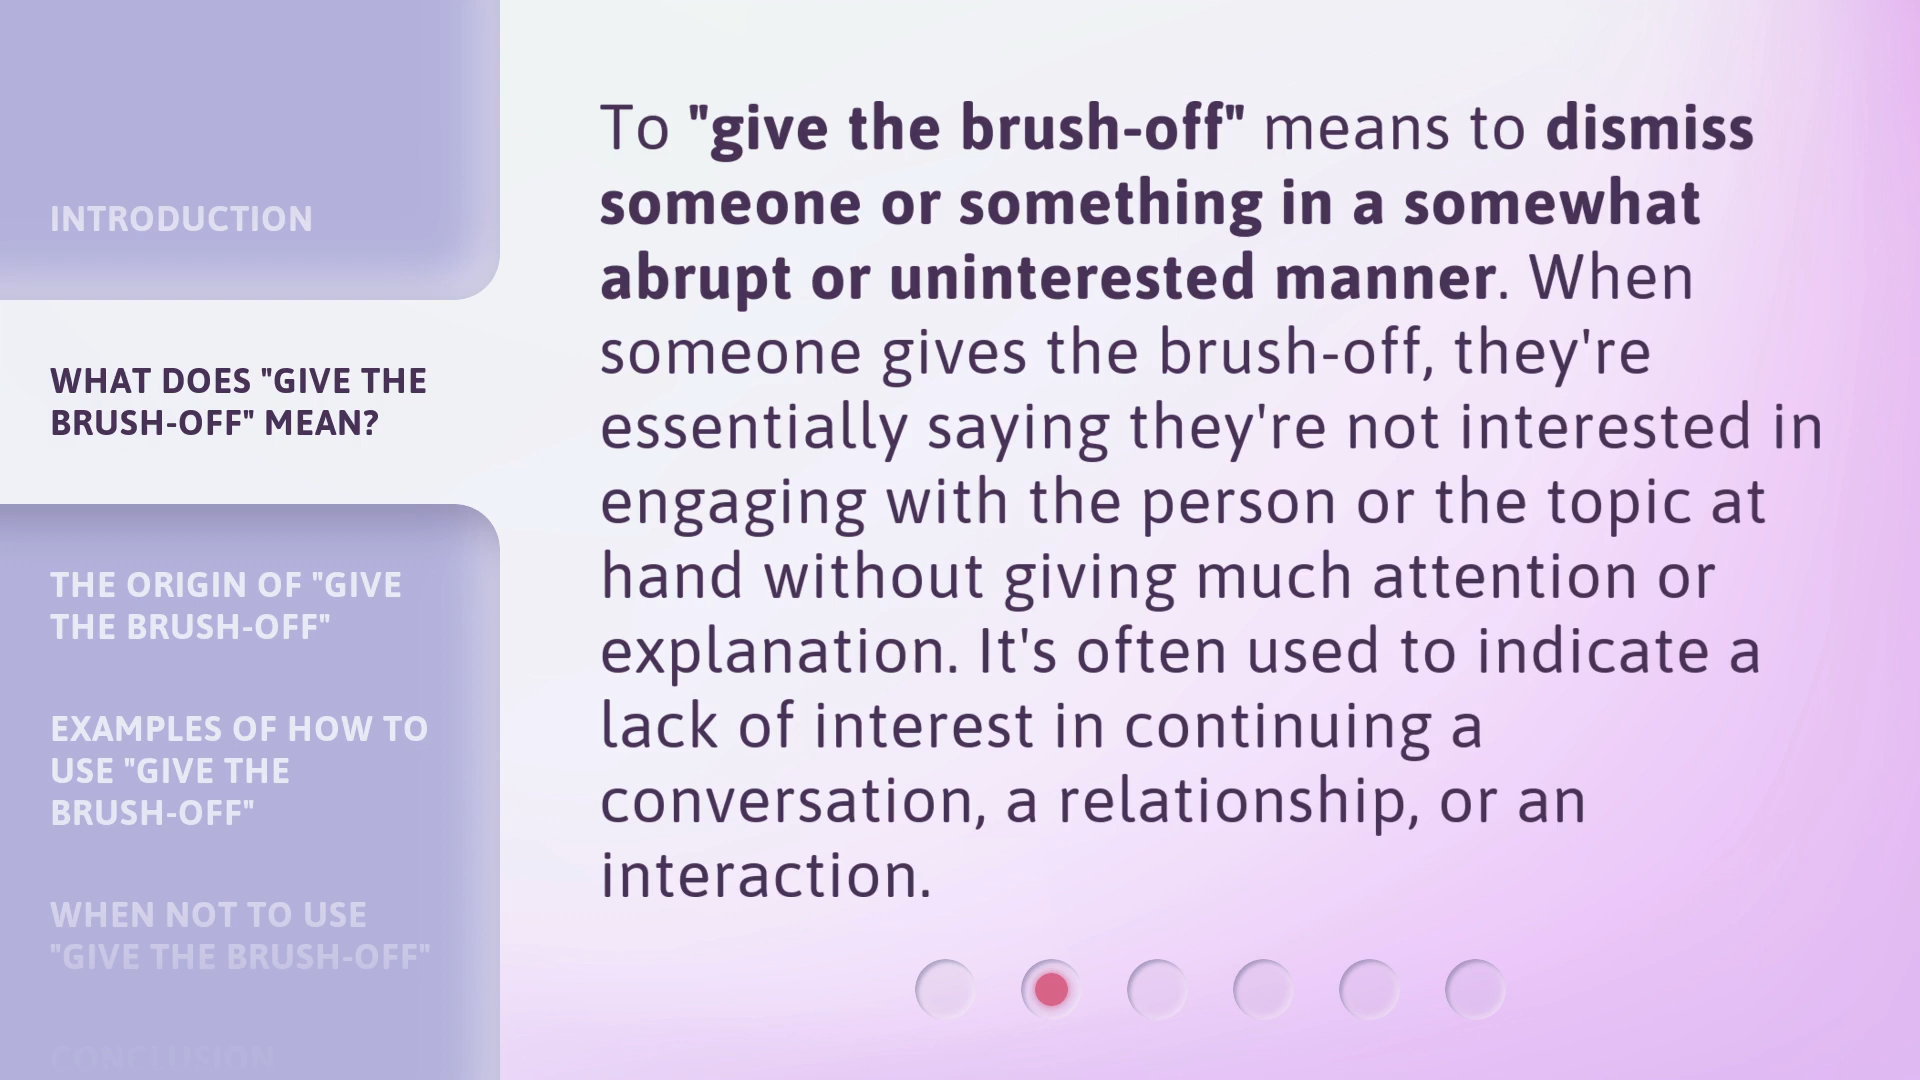 INTRODUCTION
WHAT DOES "GIVE THE
BRUSH-OFF" MEAN?
THE ORIGIN OF "GIVE
THE BRUSH-OFF"
EXAMPLES OF HOW TO
USE "GIVE THE
BRUSH-OFF"
WHEN NOT TO USE
"GIVE THE BRUSH-OFF"
CONCLUSION
To "give the brush-off" means to dismiss
someone or something in a somewhat
abrupt or uninterested manner. When
someone gives the brush-off, they're
essentially saying they're not interested in
engaging with the person or the topic at
hand without giving much attention or
explanation. It's often used to indicate a
lack of interest in continuing a
conversation, a relationship, or an
interaction.